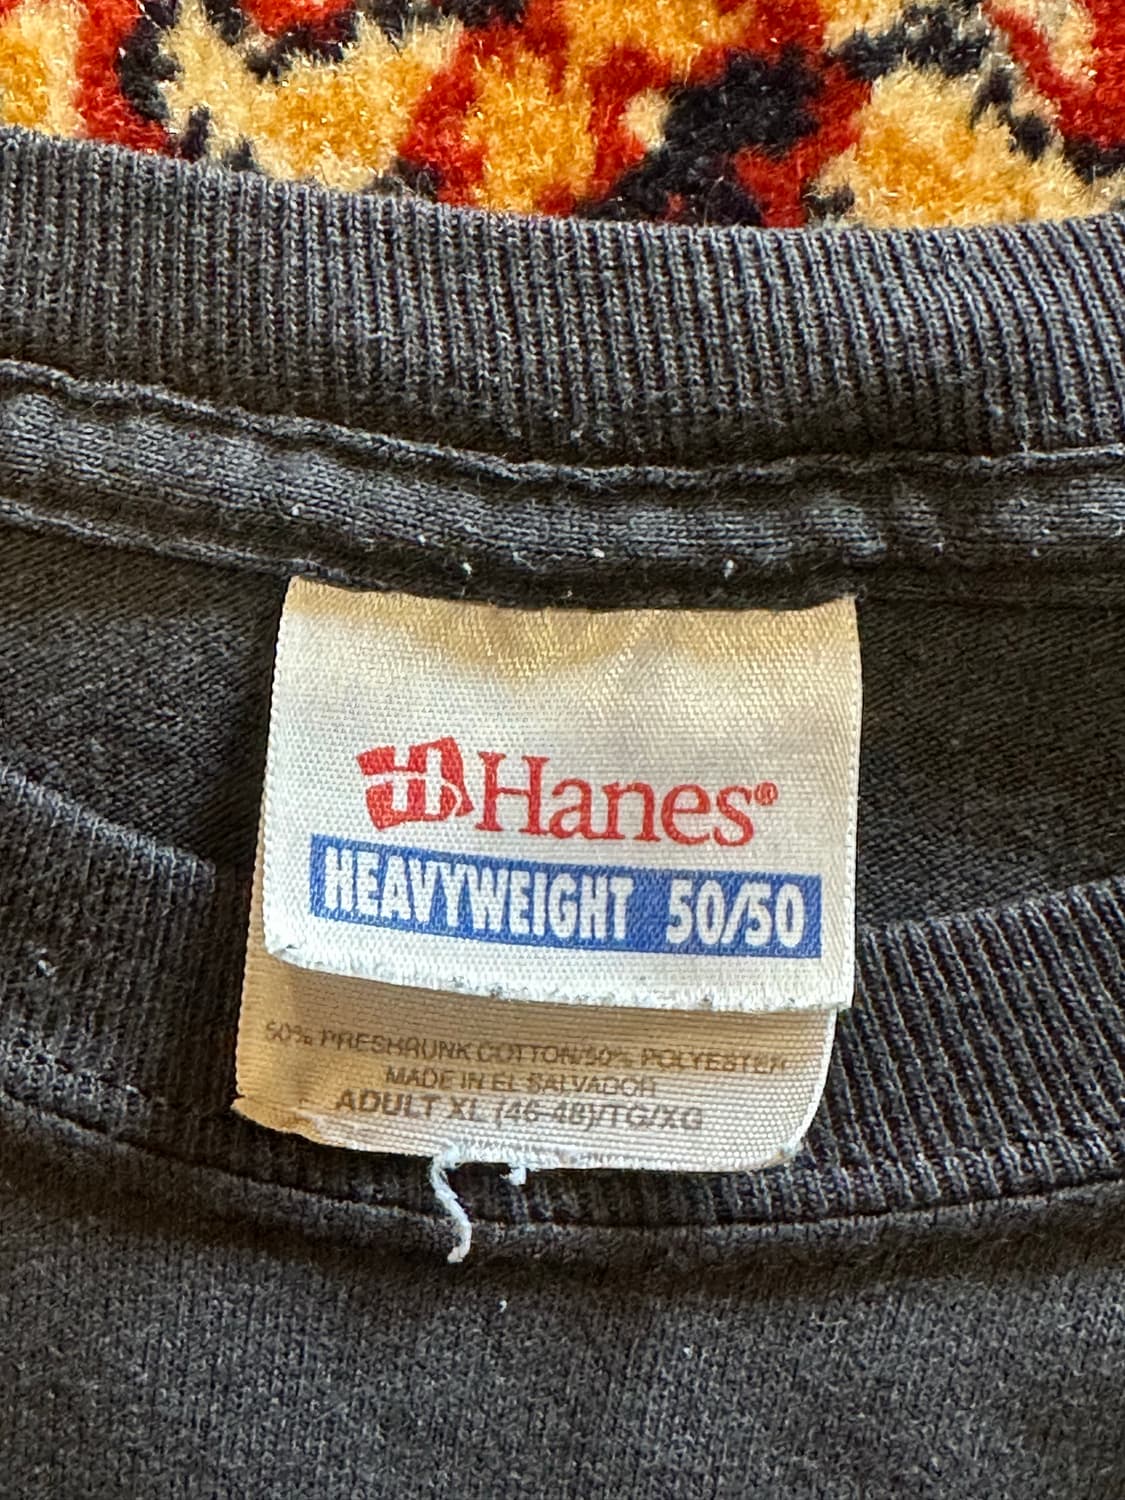 Hanes®
HEAVYWEIGHT 50/50
50% PRESHRUNK COTTON/50% POLYESTER
MADE IN EL SALVADOR
ADULT XL (46-48)/TG/XG